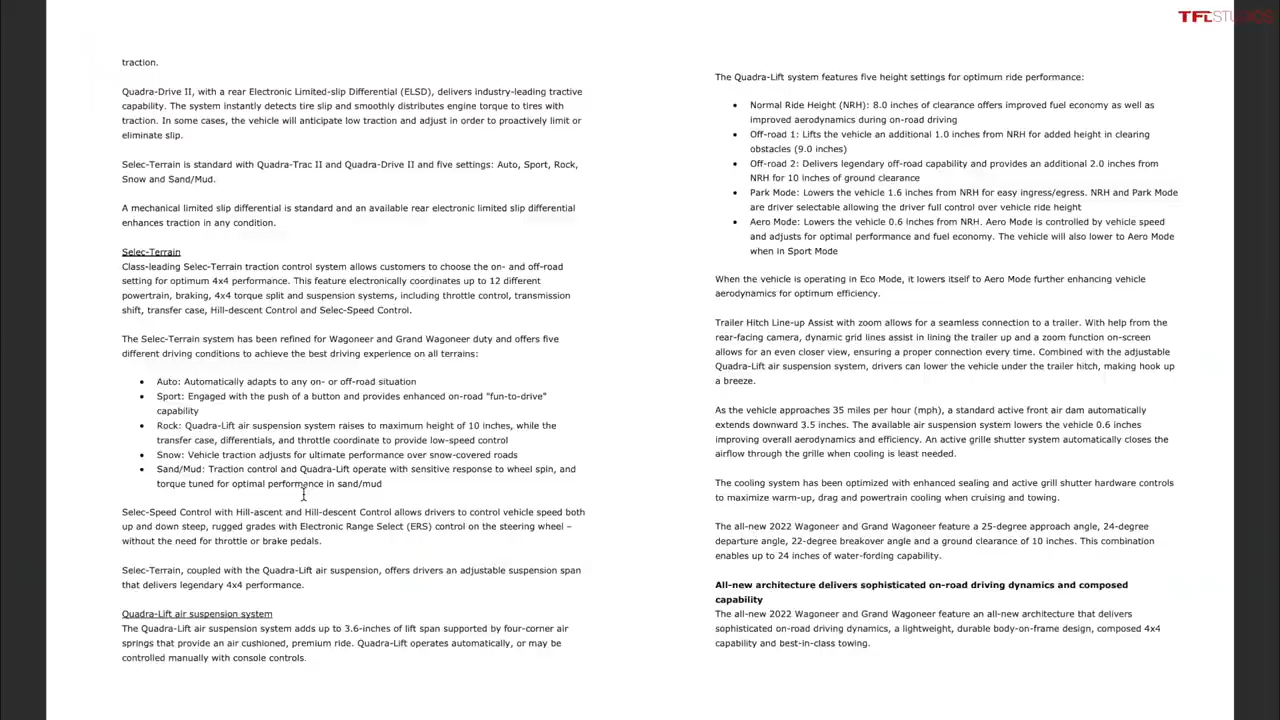 TFLSTUDIOS
traction.
Quadra-Drive II, with a rear Electronic Limited-slip Differential (ELSD), delivers industry-leading tractive
capability. The system instantly detects tire slip and smoothly distributes engine torque to tires with
traction. In some cases, the vehicle will anticipate low traction and adjust in order to proactively limit or
eliminate slip.
Selec-Terrain is standard with Quadra-Trac II and Quadra-Drive II and five settings: Auto, Sport, Rock,
Snow and Sand/Mud.
A mechanical limited slip differential is standard and an available rear electronic limited slip differential
enhances traction in any condition.
Selec-Terrain
Class-leading Selec-Terrain traction control system allows customers to choose the on- and off-road
setting for optimum 4x4 performance. This feature electronically coordinates up to 12 different
powertrain, braking, 4x4 torque split and suspension systems, including throttle control, transmission
shift, transfer case, Hill-descent Control and Selec-Speed Control.
The Selec-Terrain system has been refined for Wagoneer and Grand Wagoneer duty and offers five
different driving conditions to achieve the best driving experience on all terrains:
• Auto: Automatically adapts to any on- or off-road situation
• Sport: Engaged with the push of a button and provides enhanced on-road "fun-to-drive"
capability
• Rock: Quadra-Lift air suspension system raises to maximum height of 10 inches, while the
transfer case, differentials, and throttle coordinate to provide low-speed control
• Snow: Vehicle traction adjusts for ultimate performance over snow-covered roads
• Sand/Mud: Traction control and Quadra-Lift operate with sensitive response to wheel spin, and
torque tuned for optimal performance in sand/mud
Selec-Speed Control with Hill-ascent and Hill-descent Control allows drivers to control vehicle speed both
up and down steep, rugged grades with Electronic Range Select (ERS) control on the steering wheel –
without the need for throttle or brake pedals.
Selec-Terrain, coupled with the Quadra-Lift air suspension, offers drivers an adjustable suspension span
that delivers legendary 4x4 performance.
Quadra-Lift air suspension system
The Quadra-Lift air suspension system adds up to 3.6-inches of lift span supported by four-corner air
springs that provide an air cushioned, premium ride. Quadra-Lift operates automatically, or may be
controlled manually with console controls.
The Quadra-Lift system features five height settings for optimum ride performance:
• Normal Ride Height (NRH): 8.0 inches of clearance offers improved fuel economy as well as
improved aerodynamics during on-road driving
• Off-road 1: Lifts the vehicle an additional 1.0 inches from NRH for added height in clearing
obstacles (9.0 inches)
• Off-road 2: Delivers legendary off-road capability and provides an additional 2.0 inches from
NRH for 10 inches of ground clearance
• Park Mode: Lowers the vehicle 1.6 inches from NRH for easy ingress/egress. NRH and Park Mode
are driver selectable allowing the driver full control over vehicle ride height
• Aero Mode: Lowers the vehicle 0.6 inches from NRH. Aero Mode is controlled by vehicle speed
and adjusts for optimal performance and fuel economy. The vehicle will also lower to Aero Mode
when in Sport Mode
When the vehicle is operating in Eco Mode, it lowers itself to Aero Mode further enhancing vehicle
aerodynamics for optimum efficiency.
Trailer Hitch Line-up Assist with zoom allows for a seamless connection to a trailer. With help from the
rear-facing camera, dynamic grid lines assist in lining the trailer up and a zoom function on-screen
allows for an even closer view, ensuring a proper connection every time. Combined with the adjustable
Quadra-Lift air suspension system, drivers can lower the vehicle under the trailer hitch, making hook up
a breeze.
As the vehicle approaches 35 miles per hour (mph), a standard active front air dam automatically
extends downward 3.5 inches. The available air suspension system lowers the vehicle 0.6 inches
improving overall aerodynamics and efficiency. An active grille shutter system automatically closes the
airflow through the grille when cooling is least needed.
The cooling system has been optimized with enhanced sealing and active grill shutter hardware controls
to maximize warm-up, drag and powertrain cooling when cruising and towing.
The all-new 2022 Wagoneer and Grand Wagoneer feature a 25-degree approach angle, 24-degree
departure angle, 22-degree breakover angle and a ground clearance of 10 inches. This combination
enables up to 24 inches of water-fording capability.
All-new architecture delivers sophisticated on-road driving dynamics and composed
capability
The all-new 2022 Wagoneer and Grand Wagoneer feature an all-new architecture that delivers
sophisticated on-road driving dynamics, a lightweight, durable body-on-frame design, composed 4x4
capability and best-in-class towing.